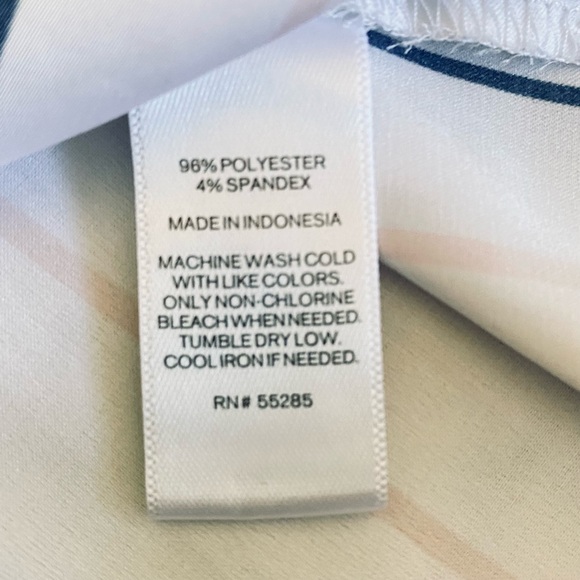 96% POLYESTER
4% SPANDEX
MADE IN INDONESIA
MACHINE WASH COLD
WITH LIKE COLORS.
ONLY NON-CHLORINE
BLEACH WHEN NEEDED.
TUMBLE DRY LOW.
COOL IRON IF NEEDED.
RN# 55285